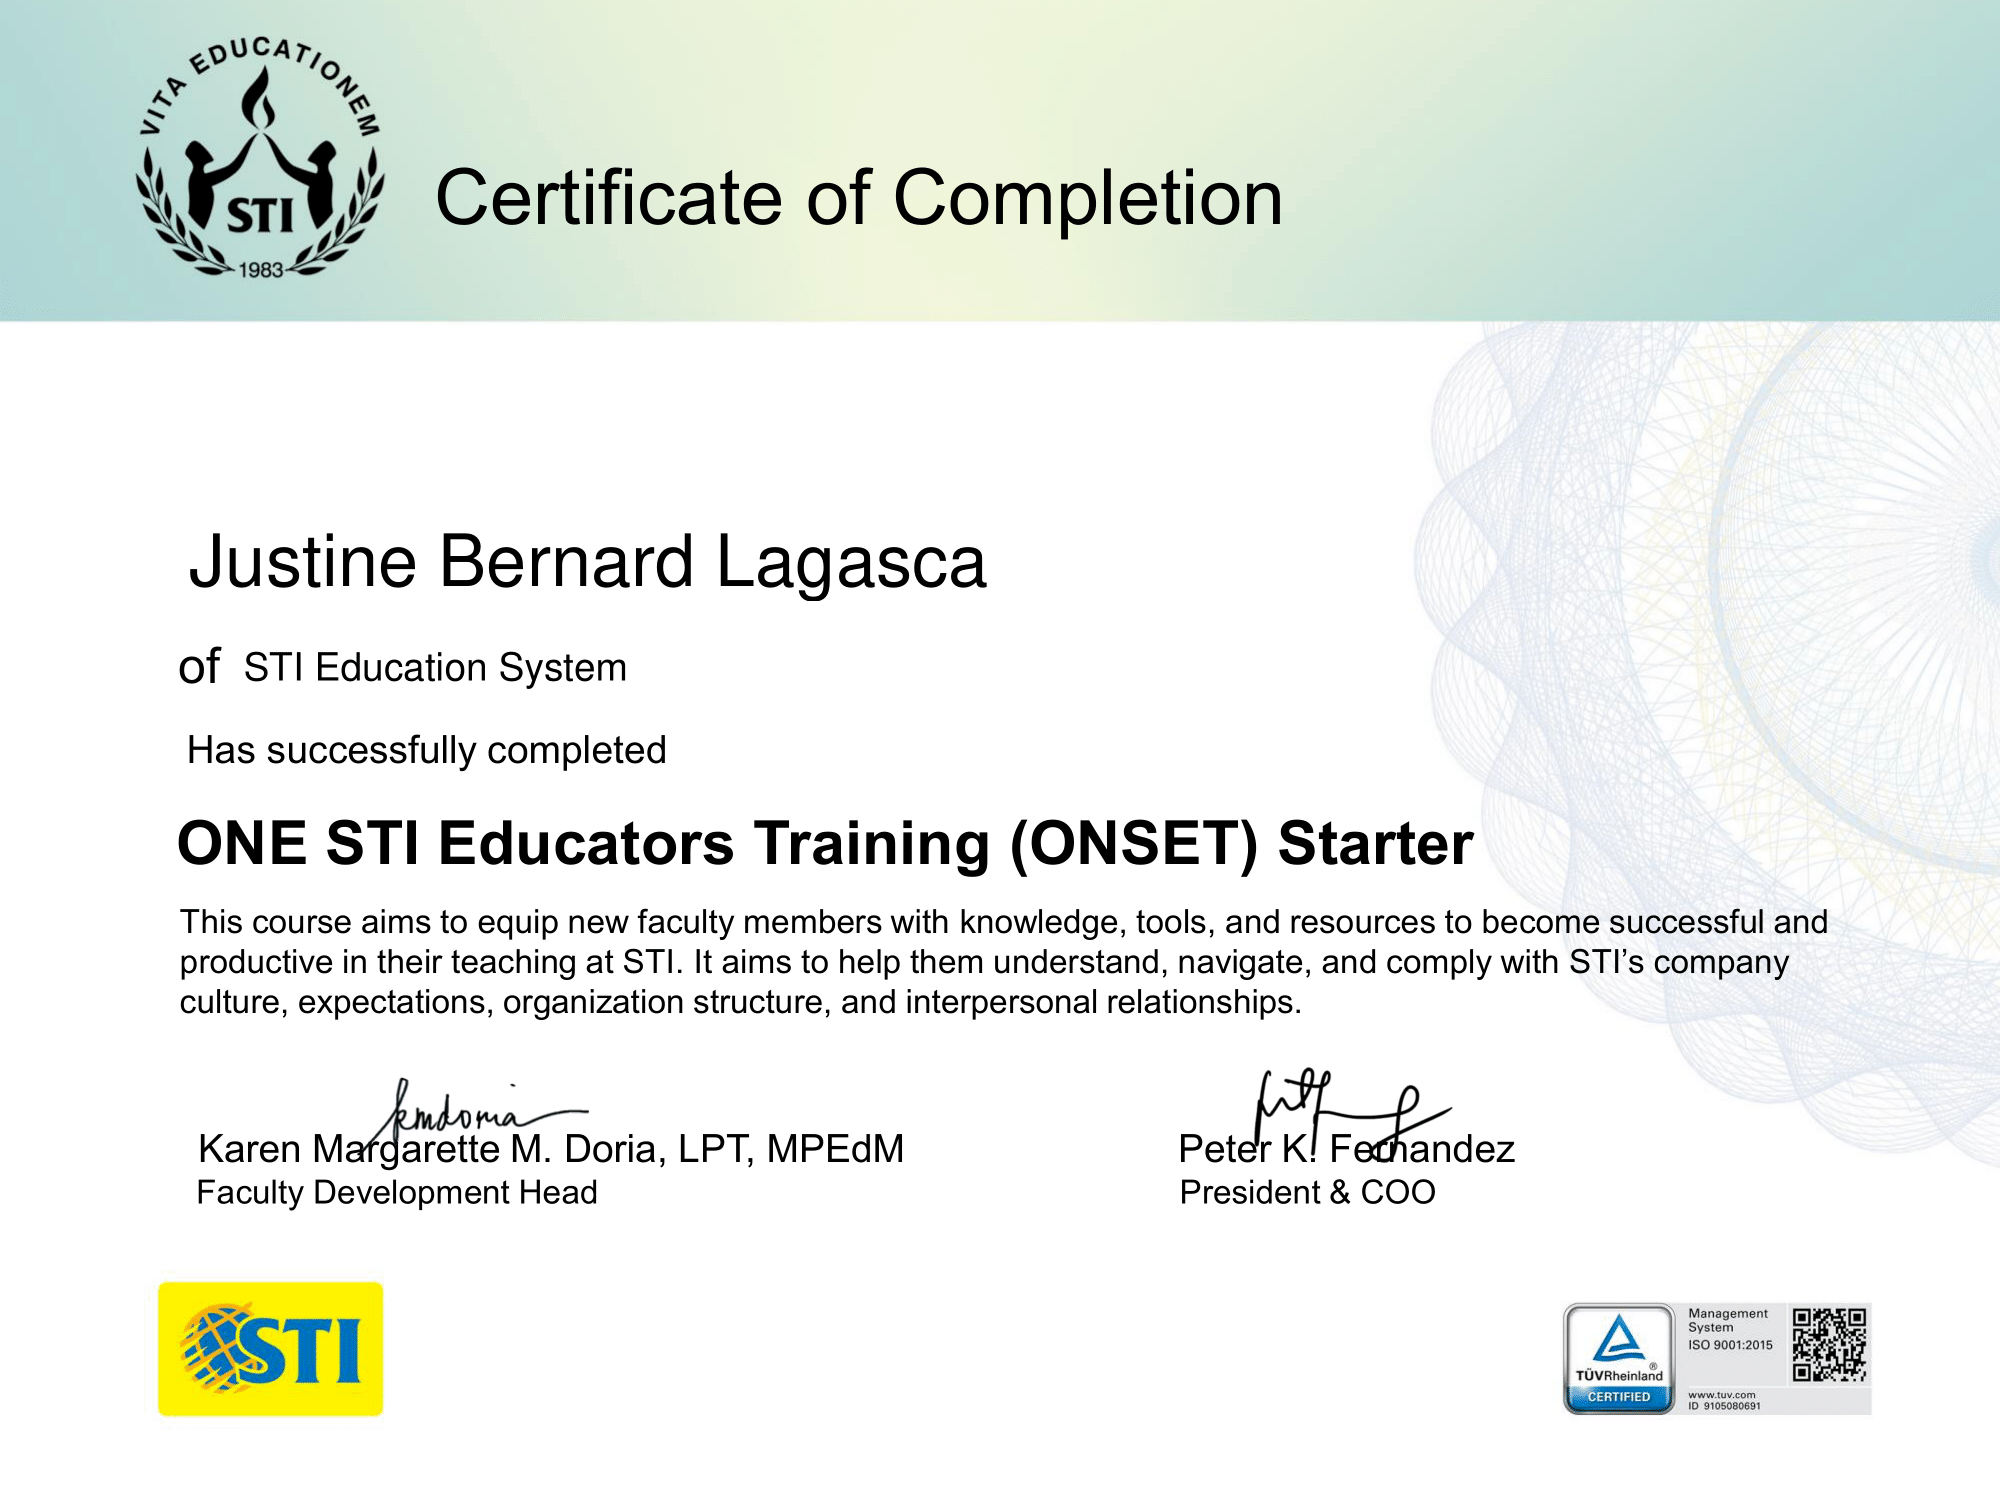 VITA EDUCATIONEM
STI
1983
Certificate of Completion
Justine Bernard Lagasca
of STI Education System
Has successfully completed
ONE STI Educators Training (ONSET) Starter
This course aims to equip new faculty members with knowledge, tools, and resources to become successful and
productive in their teaching at STI. It aims to help them understand, navigate, and comply with STI’s company
culture, expectations, organization structure, and interpersonal relationships.
kmdoria
Karen Margarette M. Doria, LPT, MPEdM
Faculty Development Head
Peter K. Fernandez
President & COO
STI
TÜVRheinland®
CERTIFIED
Management
System
ISO 9001:2015
www.tuv.com
ID 9105080691